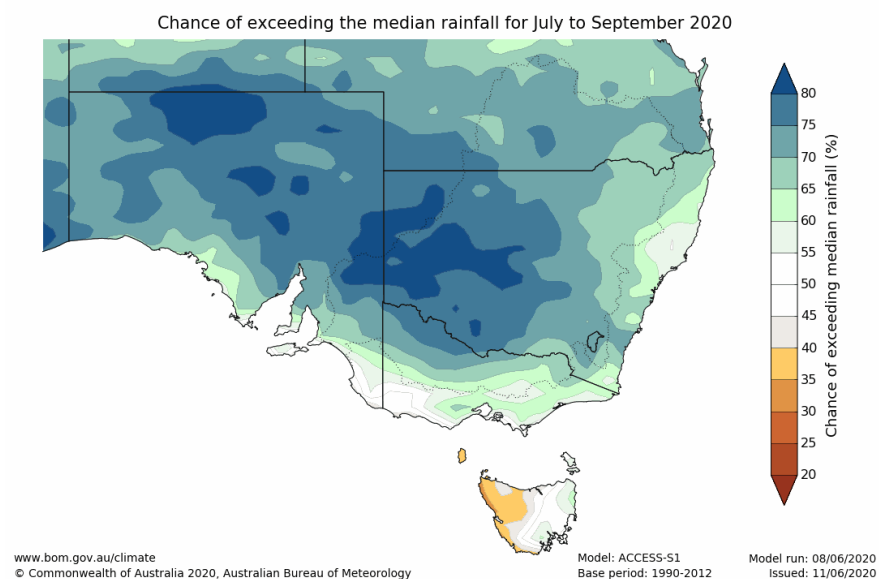 Chance of exceeding the median rainfall for July to September 2020
80
75
70
65
60
55
50
45
40
35
30
25
20
Chance of exceeding median rainfall (%)
www.bom.gov.au/climate
© Commonwealth of Australia 2020, Australian Bureau of Meteorology
Model: ACCESS-S1
Base period: 1990-2012
Model run: 08/06/2020
Issued: 11/06/2020